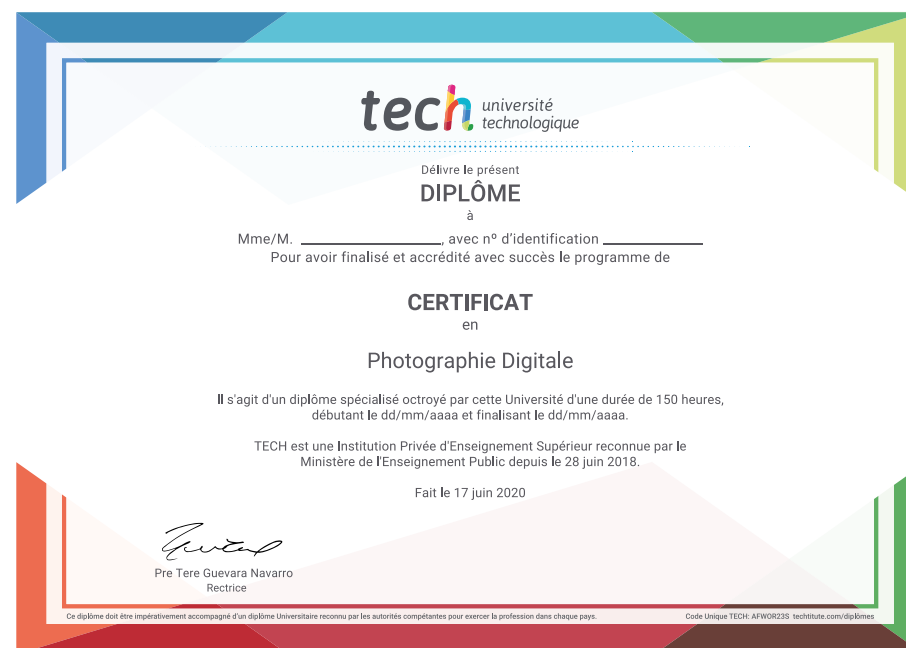 tech université
technologique
Délivre le présent
DIPLÔME
à
Mme/M. ____________, avec nº d'identification ____________
Pour avoir finalisé et accrédité avec succès le programme de
CERTIFICAT
en
Photographie Digitale
Il s'agit d'un diplôme spécialisé octroyé par cette Université d'une durée de 150 heures,
débutant le dd/mm/aaaa et finalisant le dd/mm/aaaa.
TECH est une Institution Privée d'Enseignement Supérieur reconnue par le
Ministère de l'Enseignement Public depuis le 28 juin 2018.
Fait le 17 juin 2020
Pre Tere Guevara Navarro
Rectrice
Ce diplôme doit être impérativement accompagné d'un diplôme Universitaire reconnu par les autorités compétentes pour exercer la profession dans chaque pays.
Code Unique TECH: AFWOR23S techtitute.com/diplômes